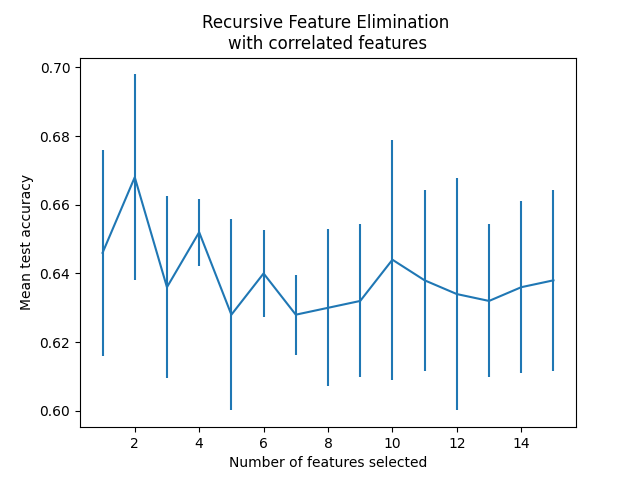 Recursive Feature Elimination
with correlated features
Mean test accuracy
0.70
0.68
0.66
0.64
0.62
0.60
2 4 6 8 10 12 14
Number of features selected